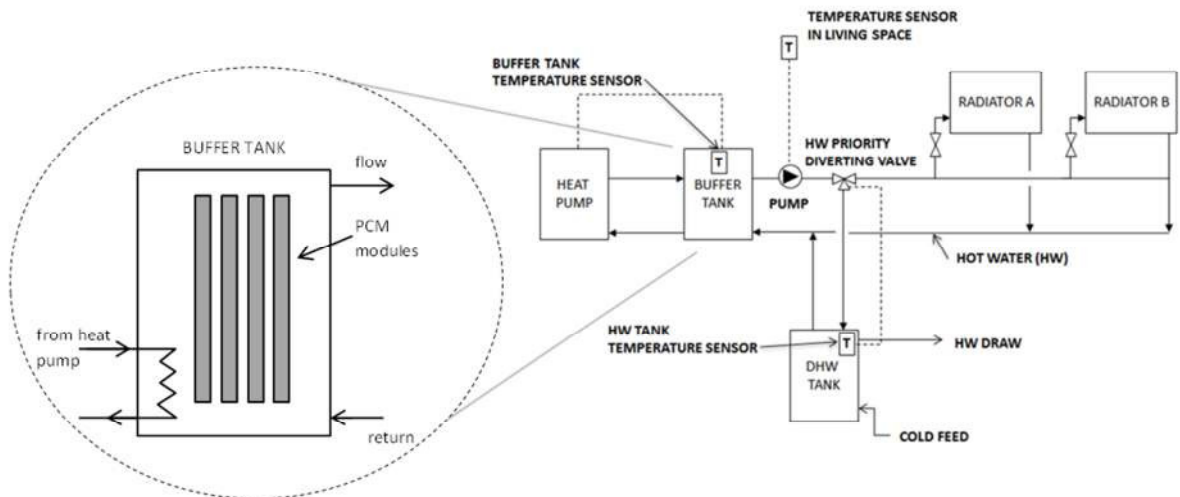 BUFFER TANK
flow
PCM
modules
from heat
pump
return
TEMPERATURE SENSOR
IN LIVING SPACE
T
BUFFER TANK
TEMPERATURE SENSOR
RADIATOR A
RADIATOR B
HW PRIORITY
DIVERTING VALVE
T
HEAT
PUMP
BUFFER
TANK
PUMP
HOT WATER (HW)
HW TANK
TEMPERATURE SENSOR
T
HW DRAW
DHW
TANK
COLD FEED